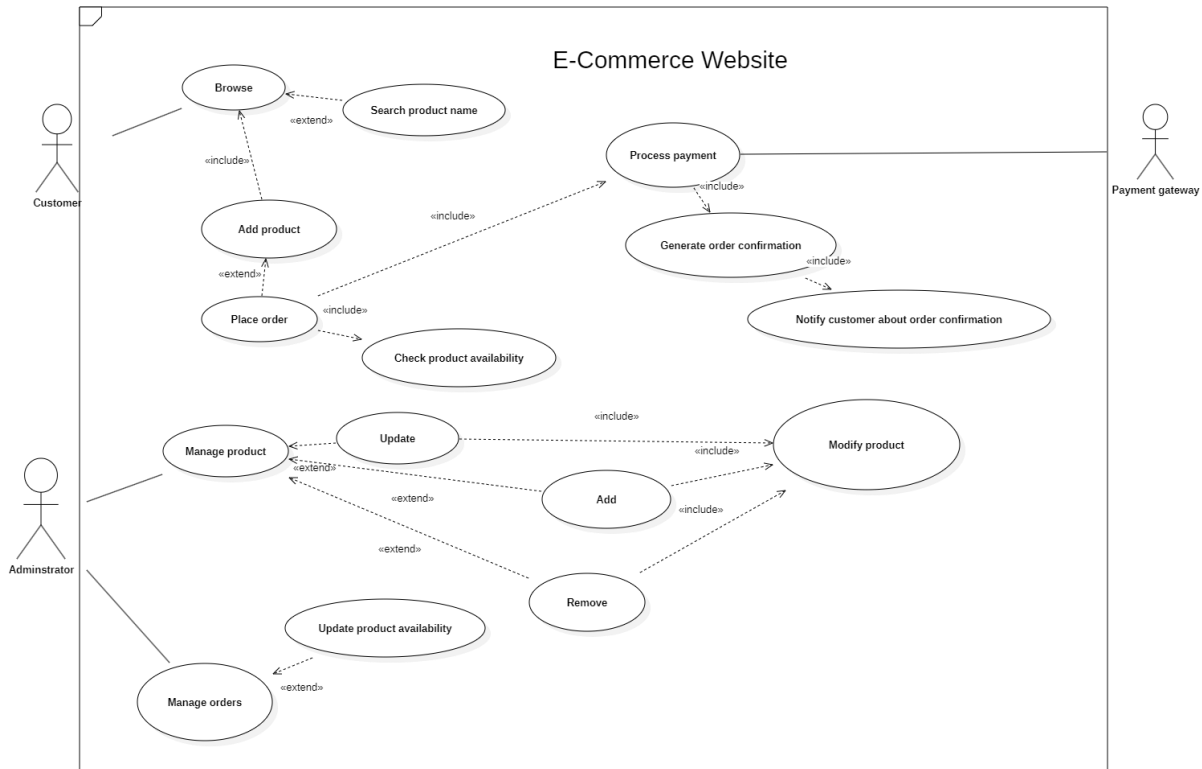 E-Commerce Website
Browse
Search product name
«extend»
Process payment
«include»
«include»
Payment gateway
Customer
«include»
Add product
Generate order confirmation
«include»
«extend»
«include»
Place order
Notify customer about order confirmation
Check product availability
«include»
Update
Manage product
Modify product
«include»
«extend»
«extend»
Add
«include»
«extend»
Adminstrator
Remove
Update product availability
«extend»
Manage orders